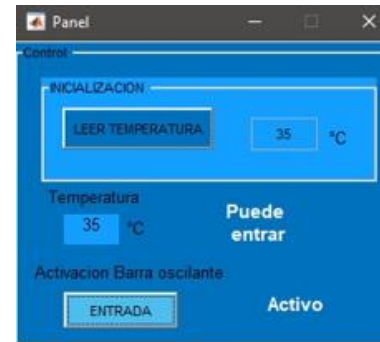 Panel
Control
INICIALIZACION
LEER TEMPERATURA
35 °C
Temperatura
35 °C
Puede
entrar
Activacion Barra oscilante
ENTRADA
Activo